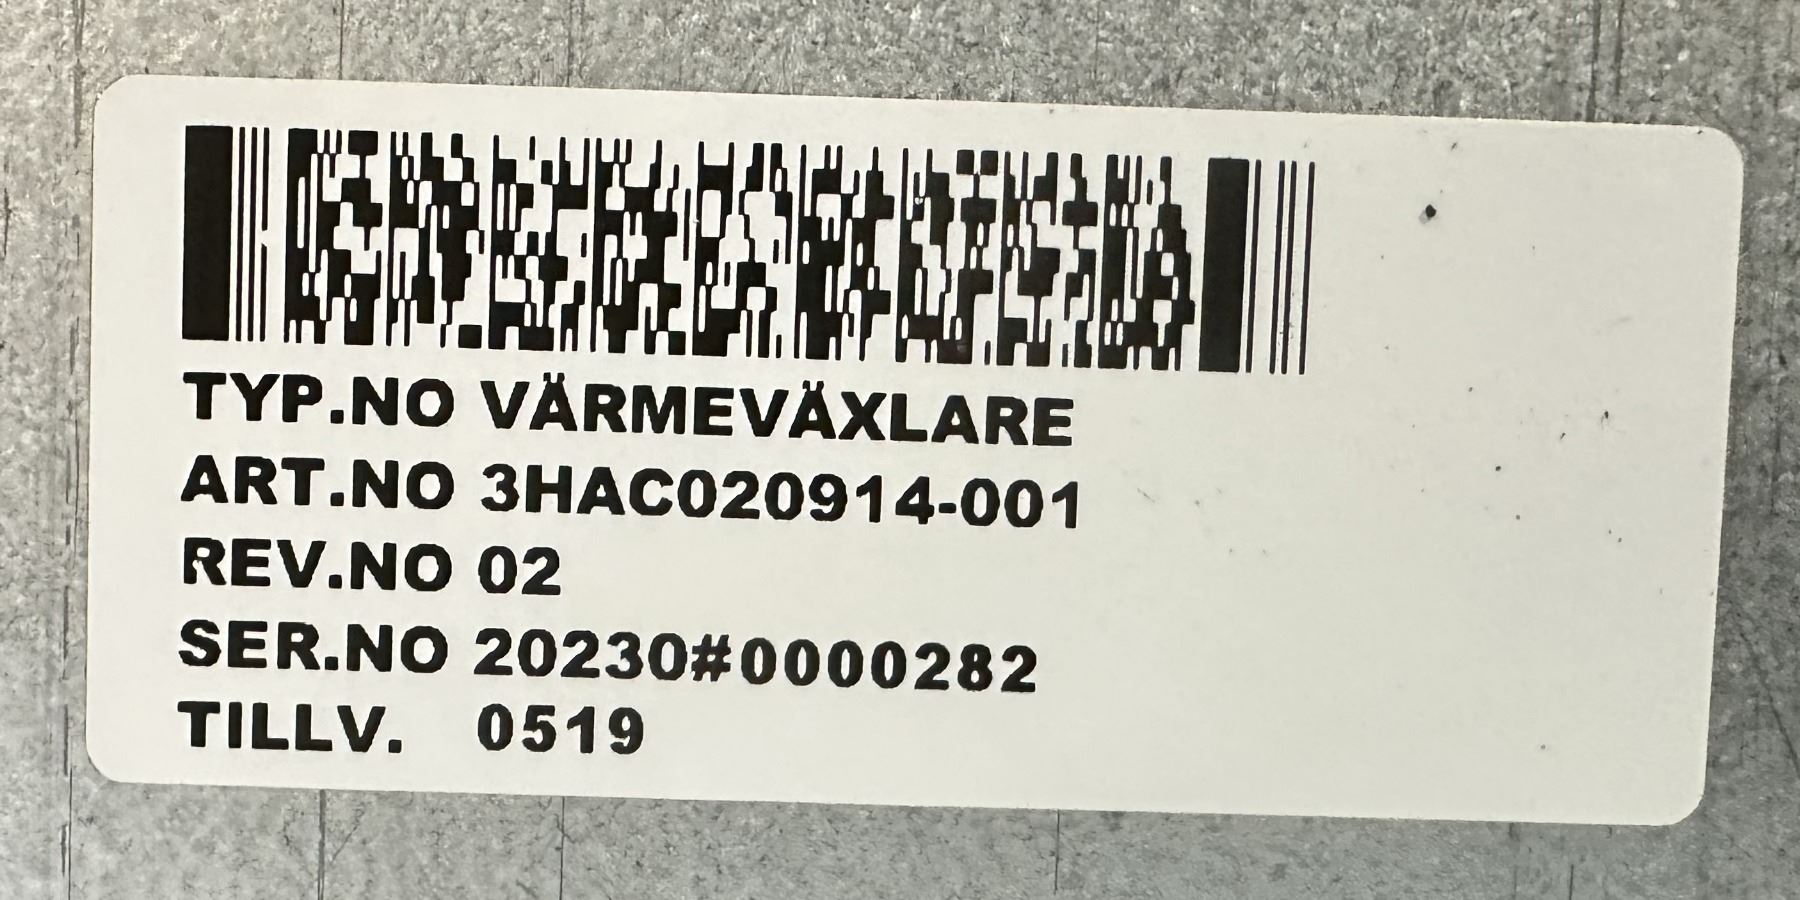 TYP.NO VÄRMEVÄXLARE
ART.NO 3HAC020914-001
REV.NO 02
SER.NO 20230#0000282
TILLV. 0519